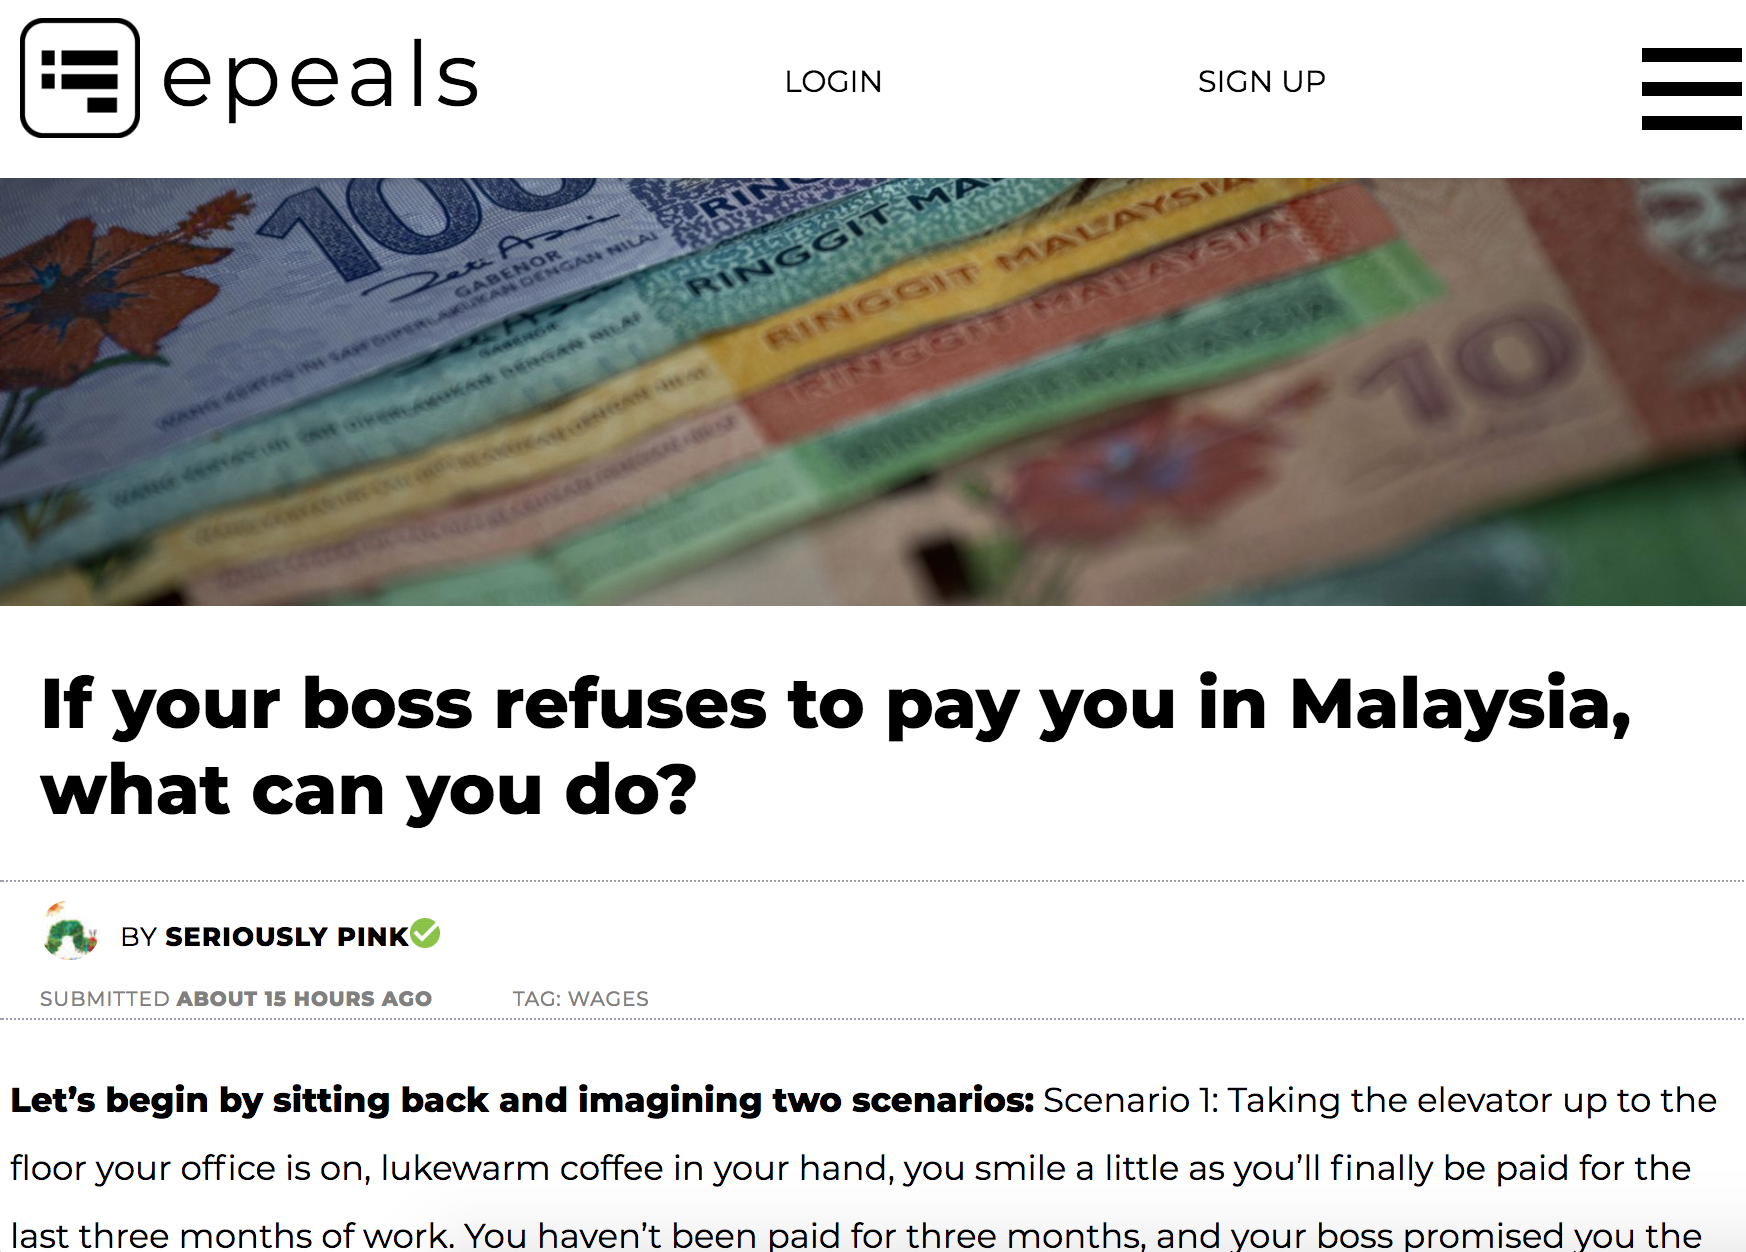 epeals
LOGIN
SIGN UP
100
RINGGIT MA
GABENOR
RINGGIT MALAYSIA
RINGGIT MALAYSIA
10
If your boss refuses to pay you in Malaysia,
what can you do?
BY SERIOUSLY PINK
SUBMITTED ABOUT 15 HOURS AGO
TAG: WAGES
Let’s begin by sitting back and imagining two scenarios: Scenario 1: Taking the elevator up to the
floor your office is on, lukewarm coffee in your hand, you smile a little as you’ll finally be paid for the
last three months of work. You haven’t been paid for three months, and your boss promised you the